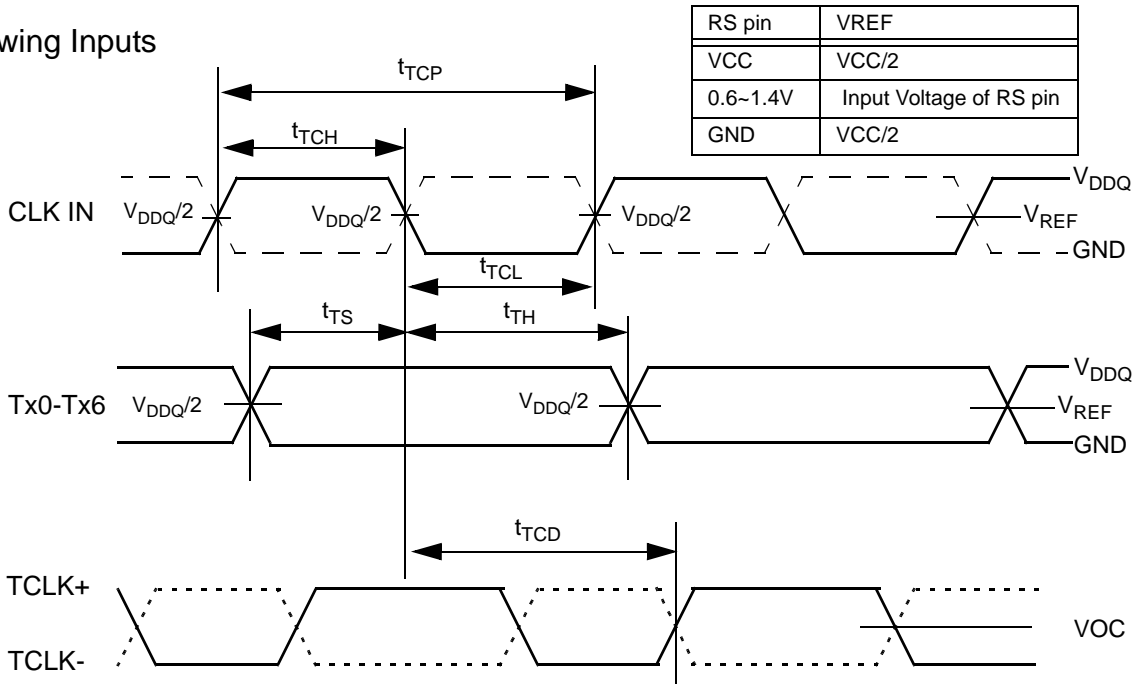 wing Inputs
RS pin VREF
VCC VCC/2
0.6~1.4V Input Voltage of RS pin
GND VCC/2
tTCP
tTCH
CLK IN VDDQ/2 VDDQ/2 VDDQ/2 VDDQ
VREF
GND
tTCL
tTS tTH
Tx0-Tx6 VDDQ/2 VDDQ/2 VDDQ
VREF
GND
tTCD
TCLK+
VOC
TCLK-